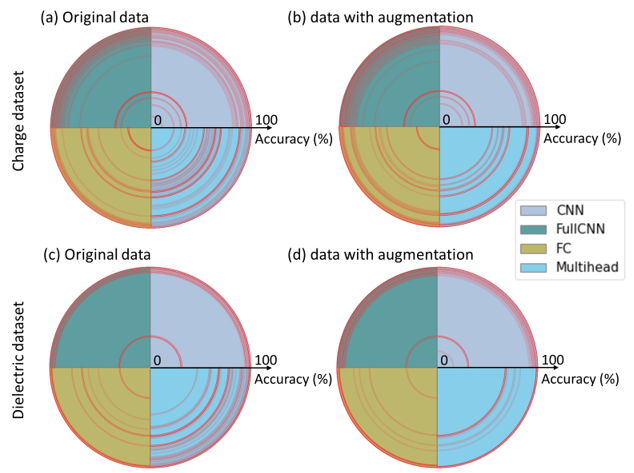 (a) Original data
(b) data with augmentation
Charge dataset
0
100
Accuracy (%)
0
100
Accuracy (%)
CNN
FullCNN
FC
Multihead
(c) Original data
(d) data with augmentation
Dielectric dataset
0
100
Accuracy (%)
0
100
Accuracy (%)